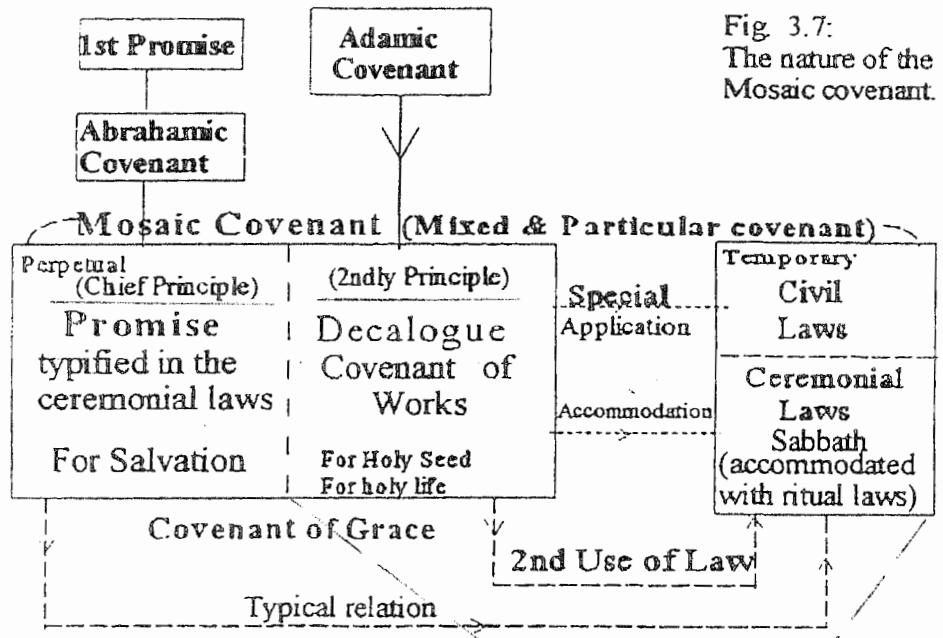 Fig. 3.7:
The nature of the
Mosaic covenant.
1st Promise
Adamic
Covenant
Abrahamic
Covenant
Mosaic Covenant (Mixed & Particular covenant)
Perpetual
(Chief Principle)
Promise
typified in the
ceremonial laws
For Salvation
(2ndly Principle)
Decalogue
Covenant of
Works
For Holy Seed
For holy life
Special
Application
Accommodation
Temporary
Civil
Laws
Ceremonial
Laws
Sabbath
(accommodated
with ritual laws)
Covenant of Grace
2nd Use of Law
Typical relation